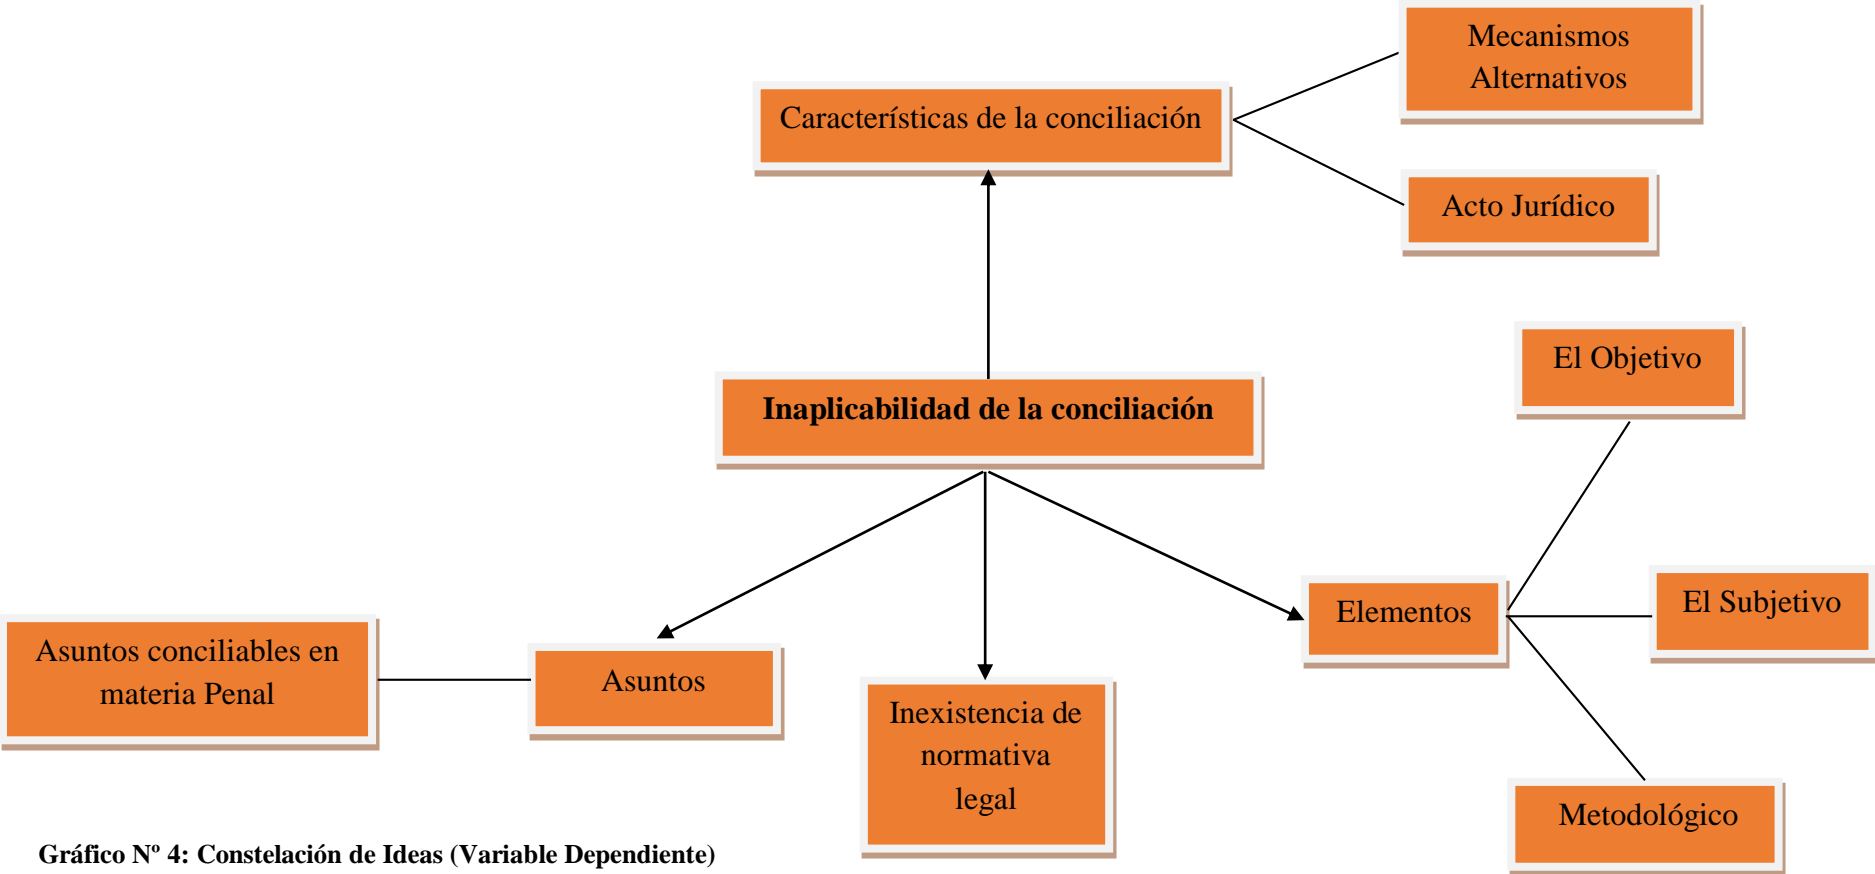 Mecanismos
Alternativos
Características de la conciliación
Acto Jurídico
El Objetivo
Inaplicabilidad de la conciliación
El Subjetivo
Elementos
Asuntos conciliables en
materia Penal
Asuntos
Inexistencia de
normativa
legal
Metodológico
Gráfico Nº 4: Constelación de Ideas (Variable Dependiente)